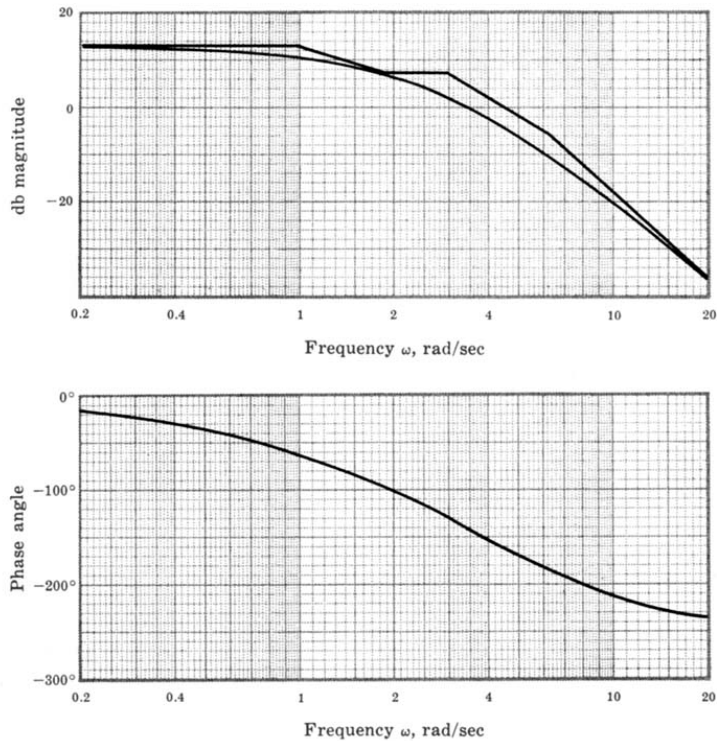 20
0
−20
db magnitude
0.2 0.4 1 2 4 10 20
Frequency ω, rad/sec
0°
−100°
−200°
−300°
Phase angle
0.2 0.4 1 2 4 10 20
Frequency ω, rad/sec